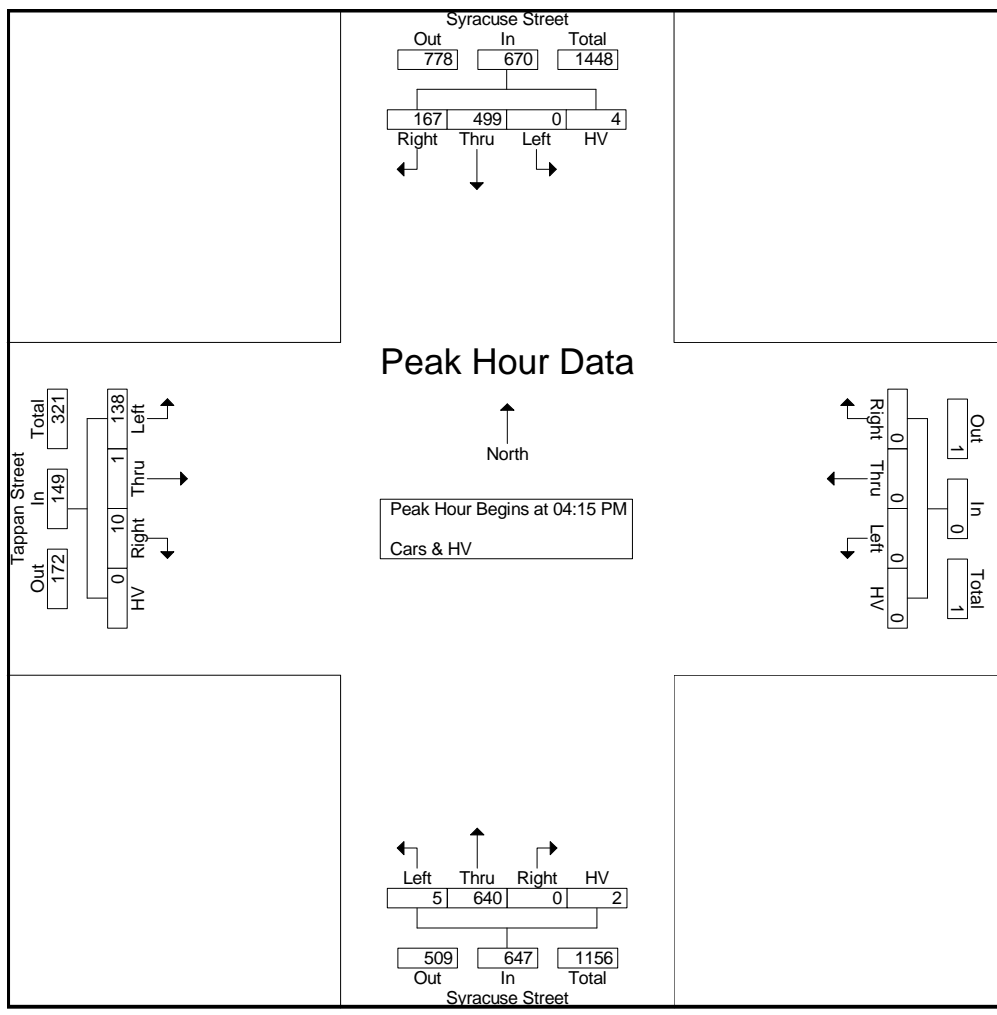 Syracuse Street
Out In Total
778 670 1448
167 499 0 4
Right Thru Left HV
Peak Hour Data
North
Peak Hour Begins at 04:15 PM
Cars & HV
Tappan Street
Out In Total
172 149 321
0 10 1 138
HV Right Thru Left
Out In Total
1 0 1
0 0 0 0
Right Thru Left HV
Left Thru Right HV
5 640 0 2
509 647 1156
Out In Total
Syracuse Street